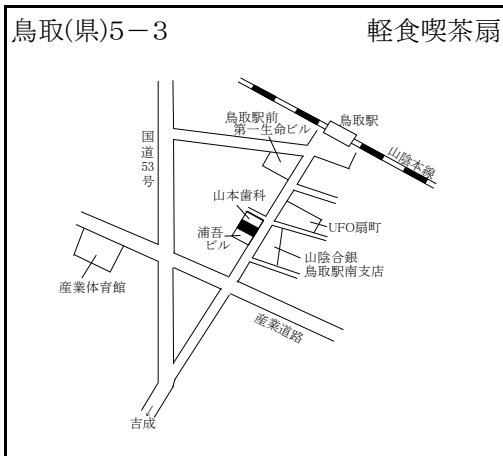 鳥取(県)5－3
軽食喫茶扇
鳥取駅前
第一生命ビル
鳥取駅
山陰本線
国道53号
山本歯科
浦吾
ビル
UFO扇町
山陰合銀
鳥取駅南支店
産業体育館
産業道路
↓
吉成